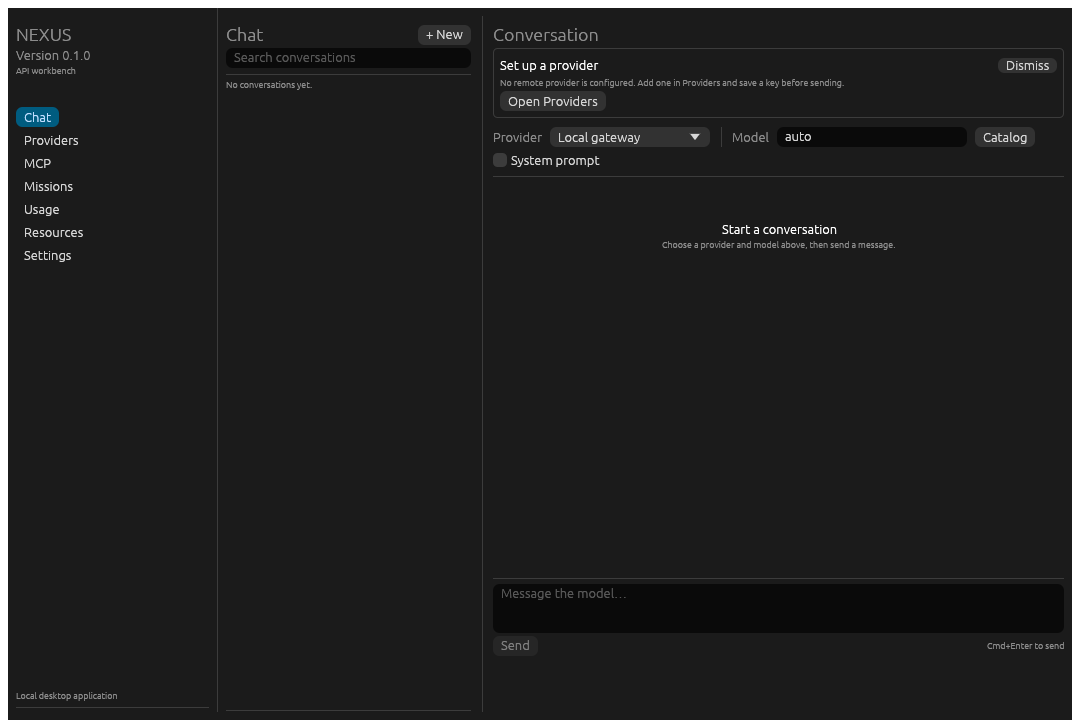 NEXUS
Version 0.1.0
API workbench
Chat
Providers
MCP
Missions
Usage
Resources
Settings
Local desktop application
Chat
+ New
Search conversations
No conversations yet.
Conversation
Set up a provider
Dismiss
No remote provider is configured. Add one in Providers and save a key before sending.
Open Providers
Provider Local gateway Model auto Catalog
System prompt
Start a conversation
Choose a provider and model above, then send a message.
Message the model…
Send
Cmd+Enter to send